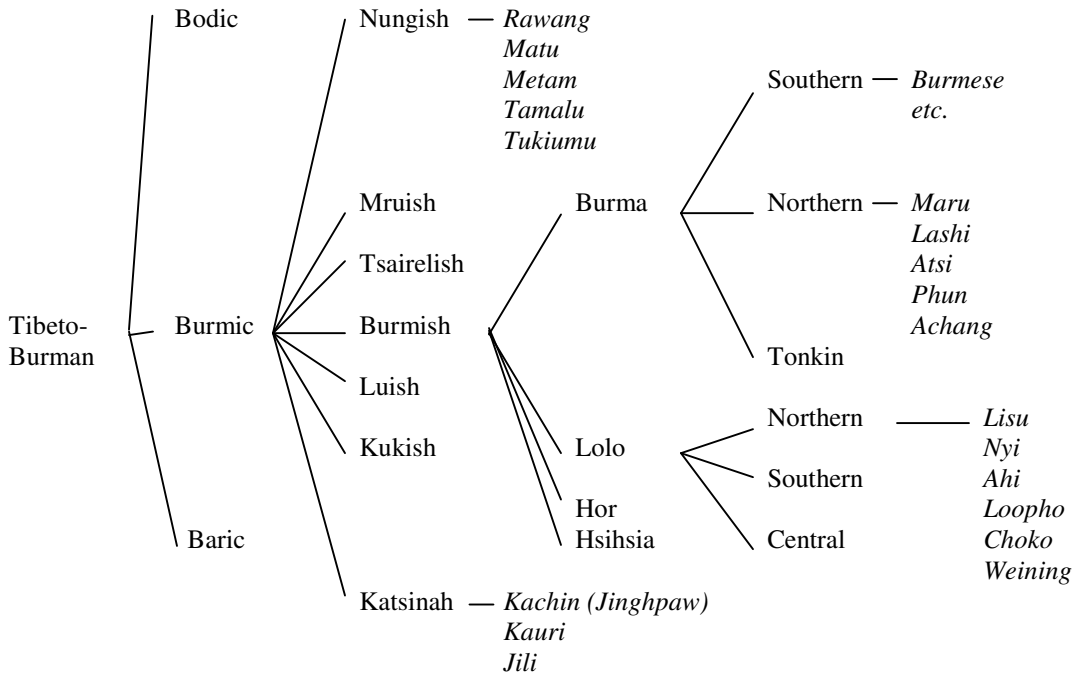 Bodic
Nungish
Rawang
Matu
Metam
Tamalu
Tukiumu
Southern
Burmese
etc.
Mruish
Burma
Northern
Maru
Lashi
Atsi
Phun
Achang
Tsairelish
Tibeto-
Burman
Burmic
Burmish
Tonkin
Luish
Kukish
Lolo
Northern
Lisu
Nyi
Ahi
Loopho
Choko
Weining
Southern
Hor
Hsihsia
Central
Baric
Katsinah
Kachin (Jinghpaw)
Kauri
Jili